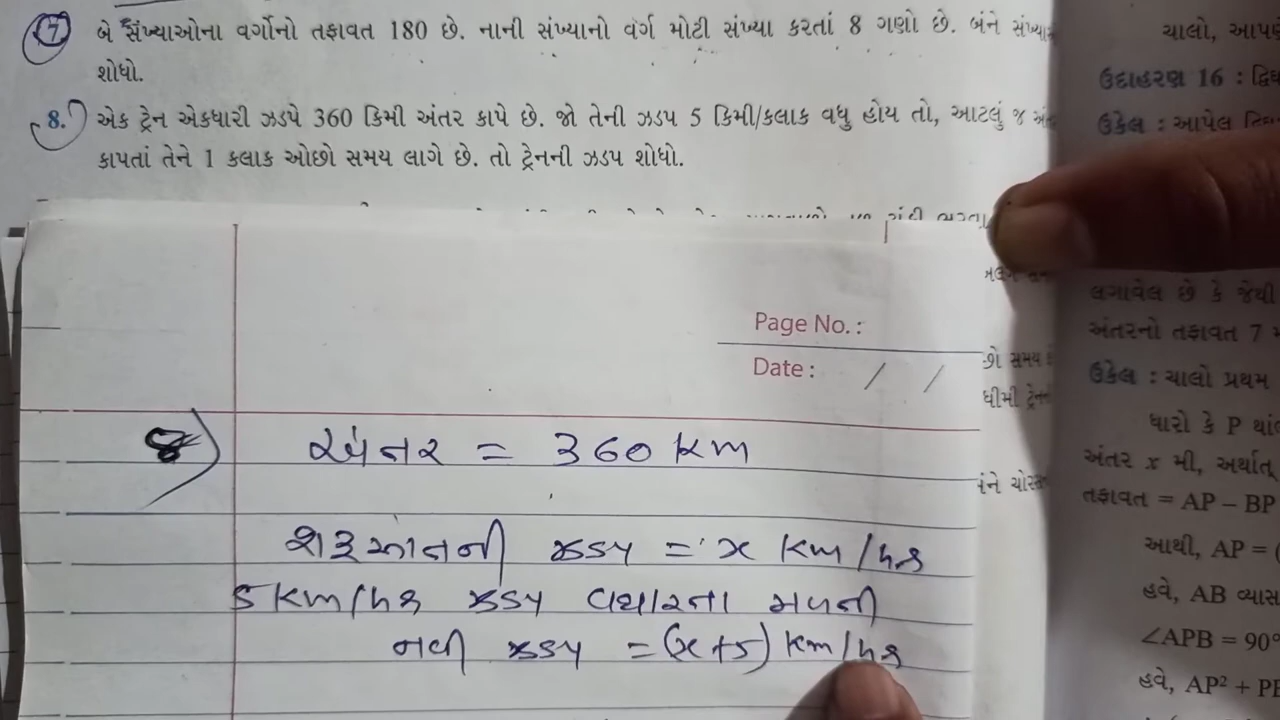 7 બે સંખ્યાઓના વર્ગોનો તફાવત 180 છે. નાની સંખ્યાનો વર્ગ મોટી સંખ્યા કરતાં 8 ગણો છે. બંને
શોધો.
8. એક ટ્રેન એકધારી ઝડપે 360 કિમી અંતર કાપે છે. જો તેની ઝડપ 5 કિમી/કલાક વધુ હોય તો, આટલું જ
કાપતાં તેને 1 કલાક ઓછો સમય લાગે છે. તો ટ્રેનની ઝડપ શોધો.
Page No. :
Date : / /
8) અંતર = 360 km
શરૂઆતની ઝડપ = x km/hr
5 km/hr ઝડપ વધારતા મળતી
નવી ઝડપ = (x+5) km/hr
ચાલો,
ઉદાહરણ 16 :
ઉકેલ : આપેલ
લગાવેલ છે કે જેથી
અંતરનો તફાવત 7
ઉકેલ : ચાલો પ્રથમ
ધારો કે P
અંતર x મી, અર્થાત્
તફાવત = AP – BP
આથી, AP =
હવે, AB
∠APB = 90°
હવે, AP² +